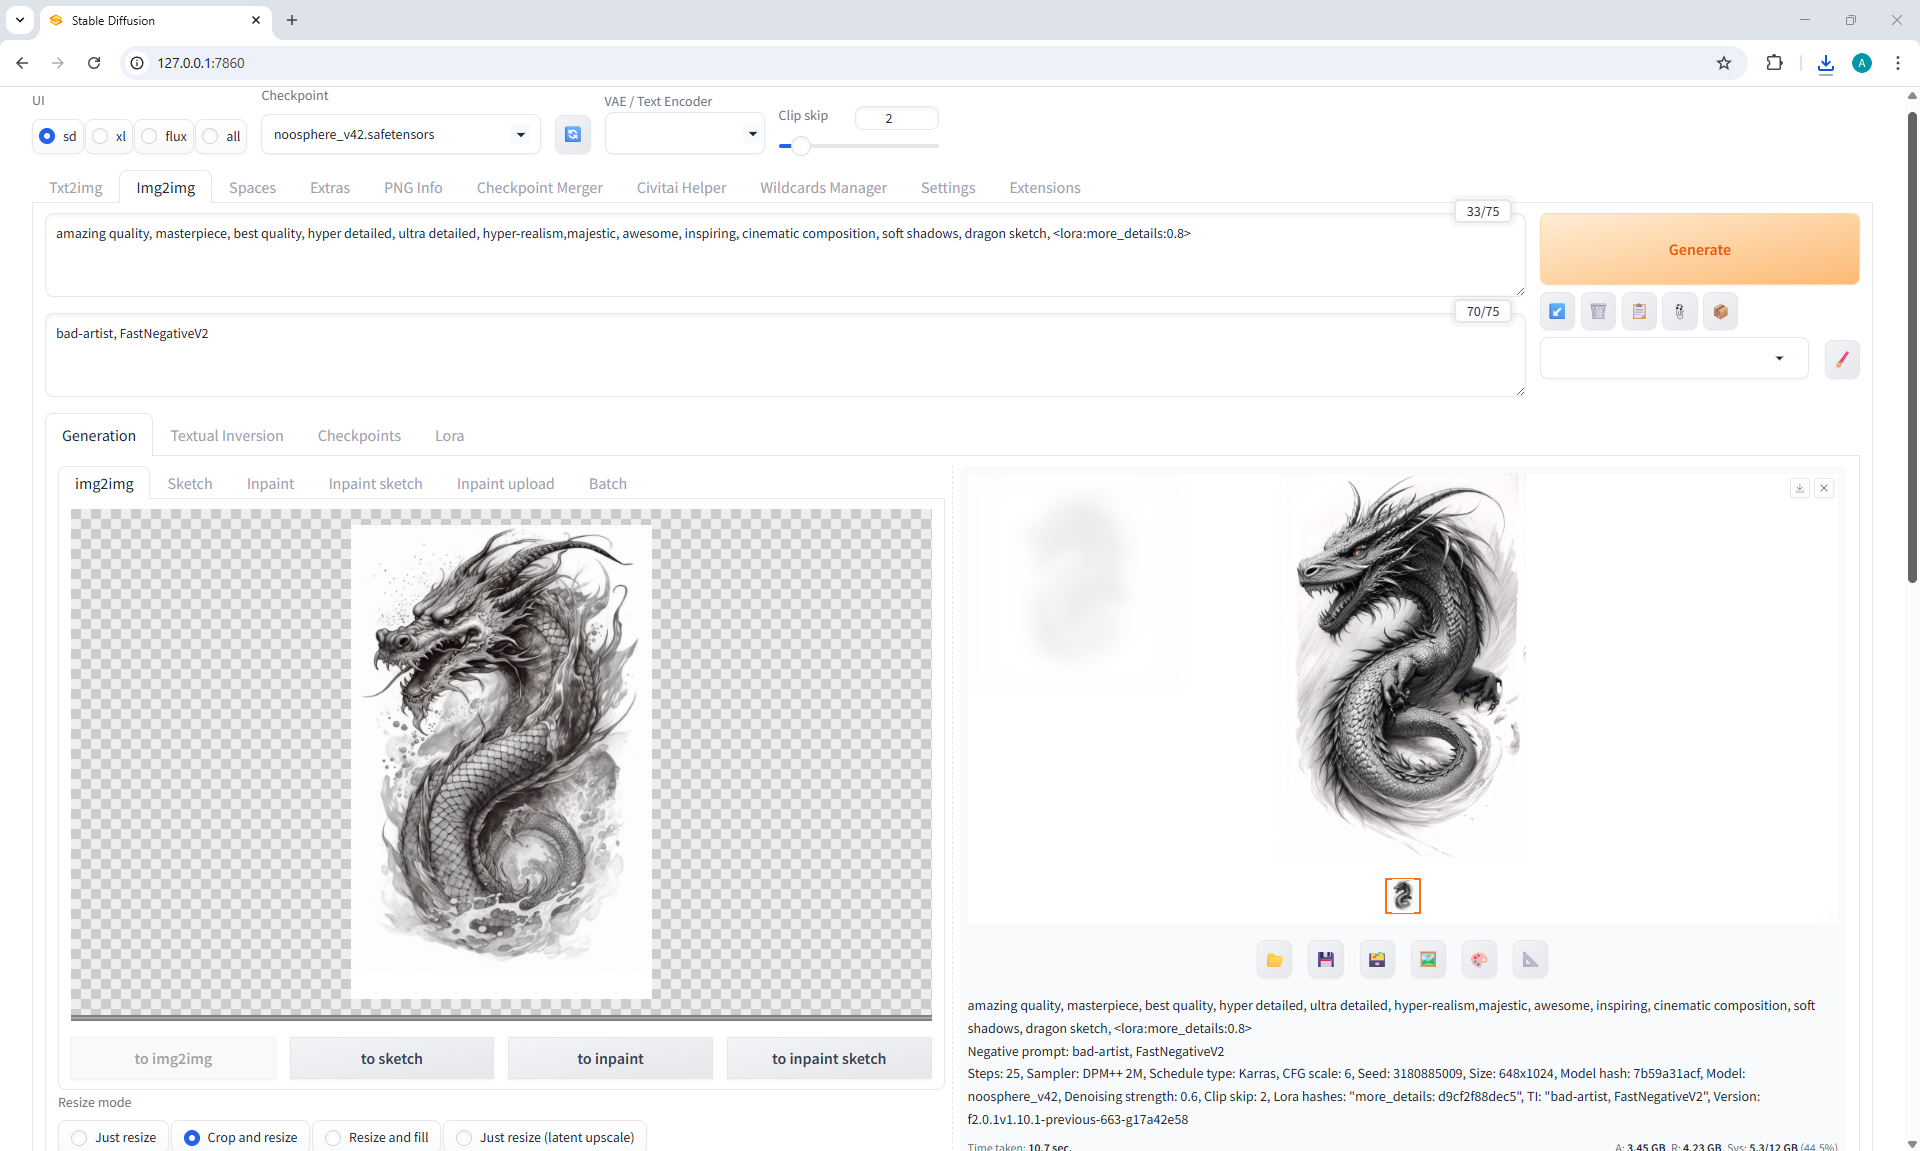 Stable Diffusion
127.0.0.1:7860
A
UI
Checkpoint
VAE / Text Encoder
Clip skip
2
sd
xl
flux
all
noosphere_v42.safetensors
Txt2img
Img2img
Spaces
Extras
PNG Info
Checkpoint Merger
Civitai Helper
Wildcards Manager
Settings
Extensions
33/75
amazing quality, masterpiece, best quality, hyper detailed, ultra detailed, hyper-realism,majestic, awesome, inspiring, cinematic composition, soft shadows, dragon sketch, <lora:more_details:0.8>
Generate
70/75
bad-artist, FastNegativeV2
Generation
Textual Inversion
Checkpoints
Lora
img2img
Sketch
Inpaint
Inpaint sketch
Inpaint upload
Batch
to img2img
to sketch
to inpaint
to inpaint sketch
Resize mode
Just resize
Crop and resize
Resize and fill
Just resize (latent upscale)
amazing quality, masterpiece, best quality, hyper detailed, ultra detailed, hyper-realism,majestic, awesome, inspiring, cinematic composition, soft
shadows, dragon sketch, <lora:more_details:0.8>
Negative prompt: bad-artist, FastNegativeV2
Steps: 25, Sampler: DPM++ 2M, Schedule type: Karras, CFG scale: 6, Seed: 3180885009, Size: 648x1024, Model hash: 7b59a31acf, Model:
noosphere_v42, Denoising strength: 0.6, Clip skip: 2, Lora hashes: "more_details: d9cf2f88dec5", TI: "bad-artist, FastNegativeV2", Version:
f2.0.1v1.10.1-previous-663-g17a42e58
Time taken: 10.7 sec.
A: 3.45 GB, R: 4.23 GB, Sys: 5.3/12 GB (44.5%)